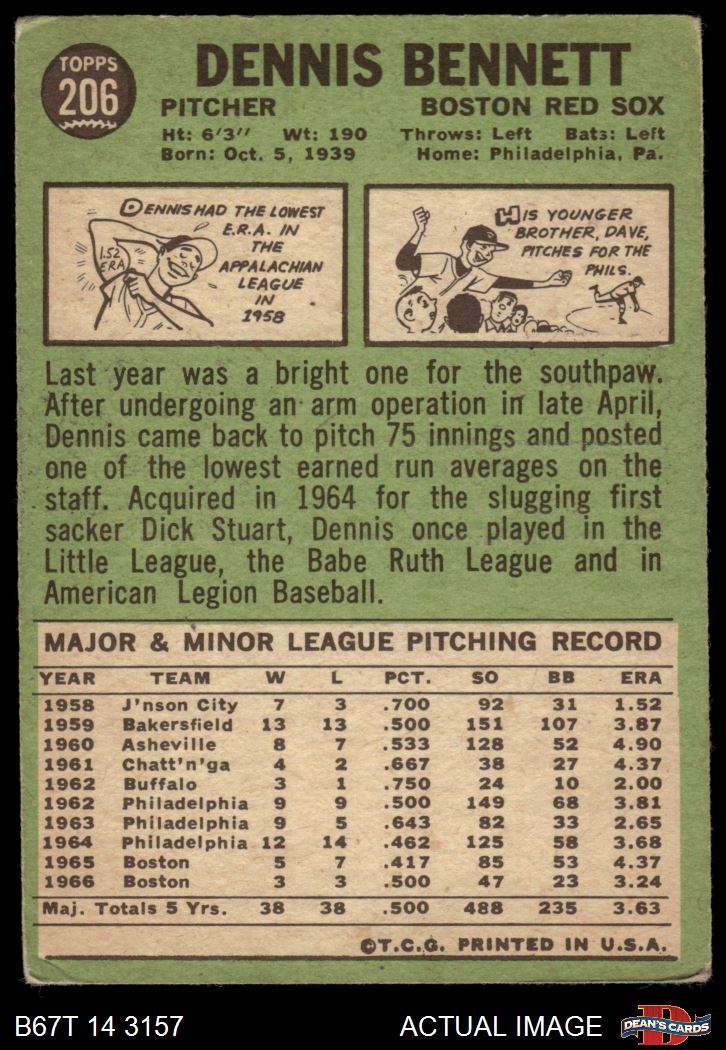 TOPPS
206
DENNIS BENNETT
PITCHER BOSTON RED SOX
Ht: 6'3'' Wt: 190 Throws: Left Bats: Left
Born: Oct. 5, 1939 Home: Philadelphia, Pa.
DENNIS HAD THE LOWEST
E.R.A. IN
THE
APPALACHIAN
LEAGUE
IN
1958
1.52
ERA
HIS YOUNGER
BROTHER, DAVE,
PITCHES FOR THE
PHILS.
Last year was a bright one for the southpaw.
After undergoing an arm operation in late April,
Dennis came back to pitch 75 innings and posted
one of the lowest earned run averages on the
staff. Acquired in 1964 for the slugging first
sacker Dick Stuart, Dennis once played in the
Little League, the Babe Ruth League and in
American Legion Baseball.
MAJOR & MINOR LEAGUE PITCHING RECORD
YEAR TEAM W L PCT. SO BB ERA
1958 J'nson City 7 3 .700 92 31 1.52
1959 Bakersfield 13 13 .500 151 107 3.87
1960 Asheville 8 7 .533 128 52 4.90
1961 Chatt'n'ga 4 2 .667 38 27 4.37
1962 Buffalo 3 1 .750 24 10 2.00
1962 Philadelphia 9 9 .500 149 68 3.81
1963 Philadelphia 9 5 .643 82 33 2.65
1964 Philadelphia 12 14 .462 125 58 3.68
1965 Boston 5 7 .417 85 53 4.37
1966 Boston 3 3 .500 47 23 3.24
Maj. Totals 5 Yrs. 38 38 .500 488 235 3.63
©T.C.G. PRINTED IN U.S.A.
B67T 14 3157 ACTUAL IMAGE
D
DEAN'S CARDS